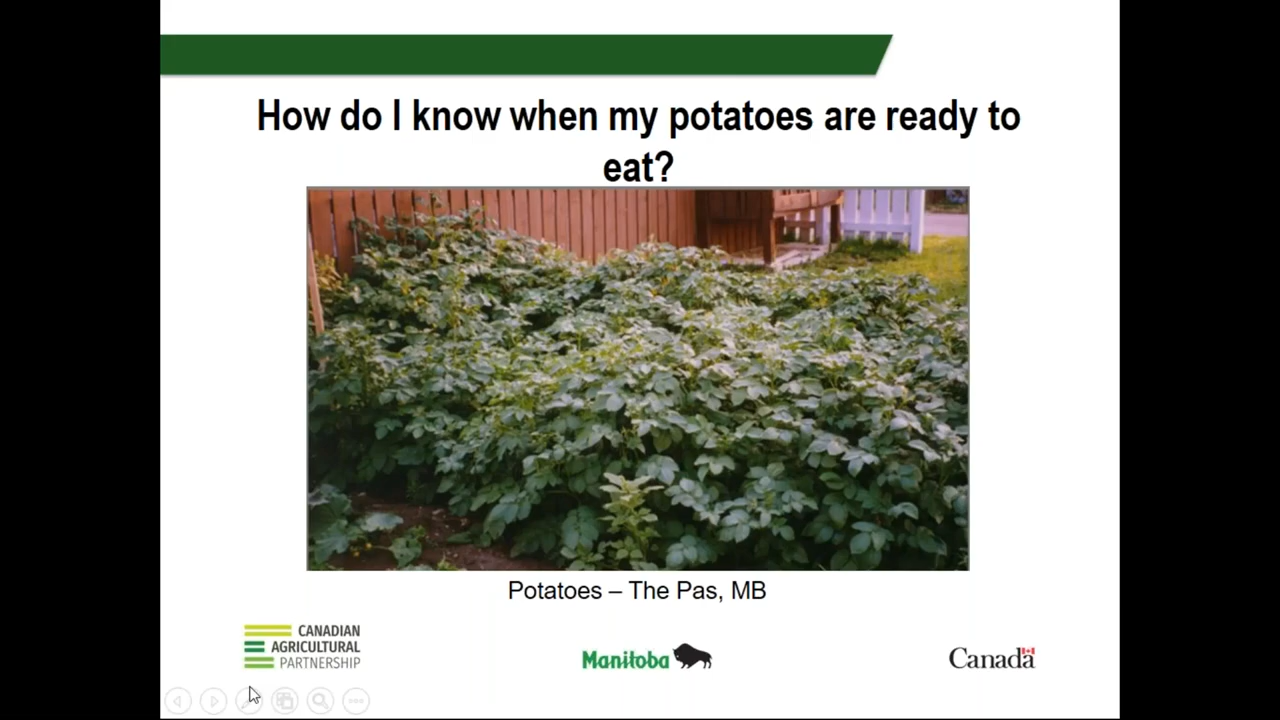 How do I know when my potatoes are ready to
eat?
Potatoes – The Pas, MB
CANADIAN
AGRICULTURAL
PARTNERSHIP
Manitoba
Canada